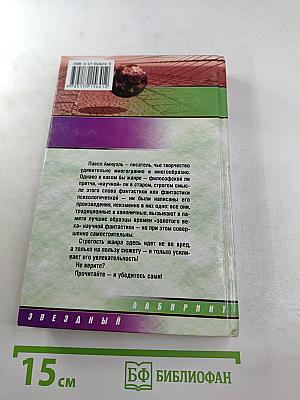 Павел Амнуэль — писатель, чье творчество
удивительно многогранно и многообразно.
Однако в каком бы жанре — философской ли
притчи, «научной» ли в старом, строгом смыс-
ле этого слова фантастики или фантастики
психологической — ни были написаны его
произведения, неизменно в них одно: все они,
традиционные и каноничные, вызывают в па-
мяти лучшие образцы времен «золотого ве-
ка» научной фантастики — но при этом совер-
шенно самостоятельны.
Строгость жанра здесь идет не во вред,
а только на пользу сюжету — и только усили-
вает его увлекательность!
Не верите?
Прочитайте — и убедитесь сами!
ЗВЕЗДНЫЙ
ЛАБИРИНТ
15 см
БФ БИБЛИОФАН